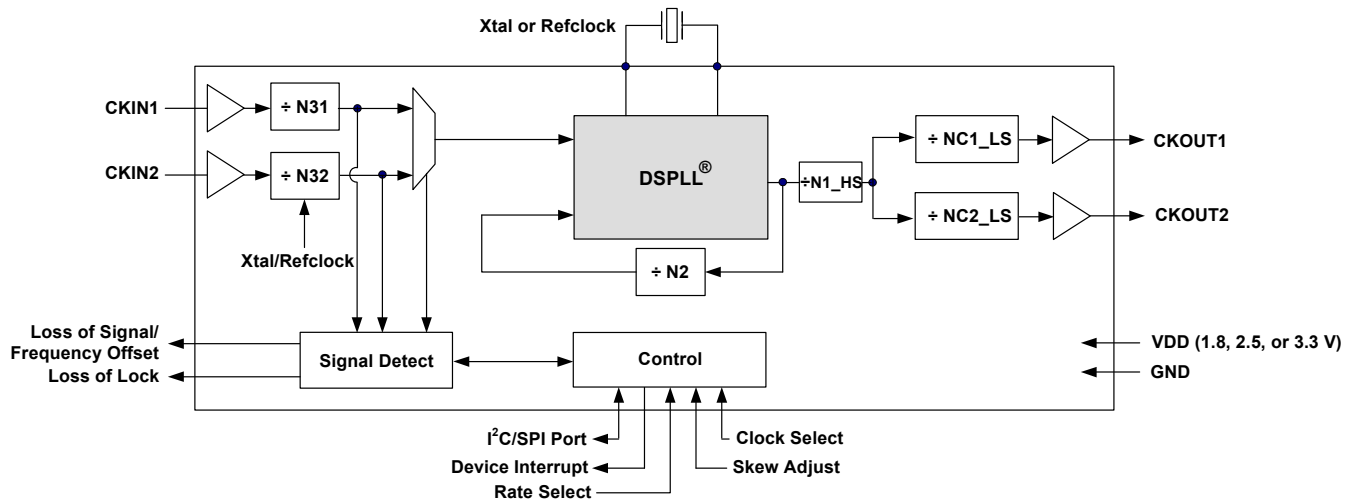 Xtal or Refclock
CKIN1
÷ N31
CKIN2
÷ N32
Xtal/Refclock
DSPLL®
÷N1_HS
÷ NC1_LS
CKOUT1
÷ NC2_LS
CKOUT2
÷ N2
Loss of Signal/
Frequency Offset
Loss of Lock
Signal Detect
Control
VDD (1.8, 2.5, or 3.3 V)
GND
I²C/SPI Port
Device Interrupt
Rate Select
Clock Select
Skew Adjust